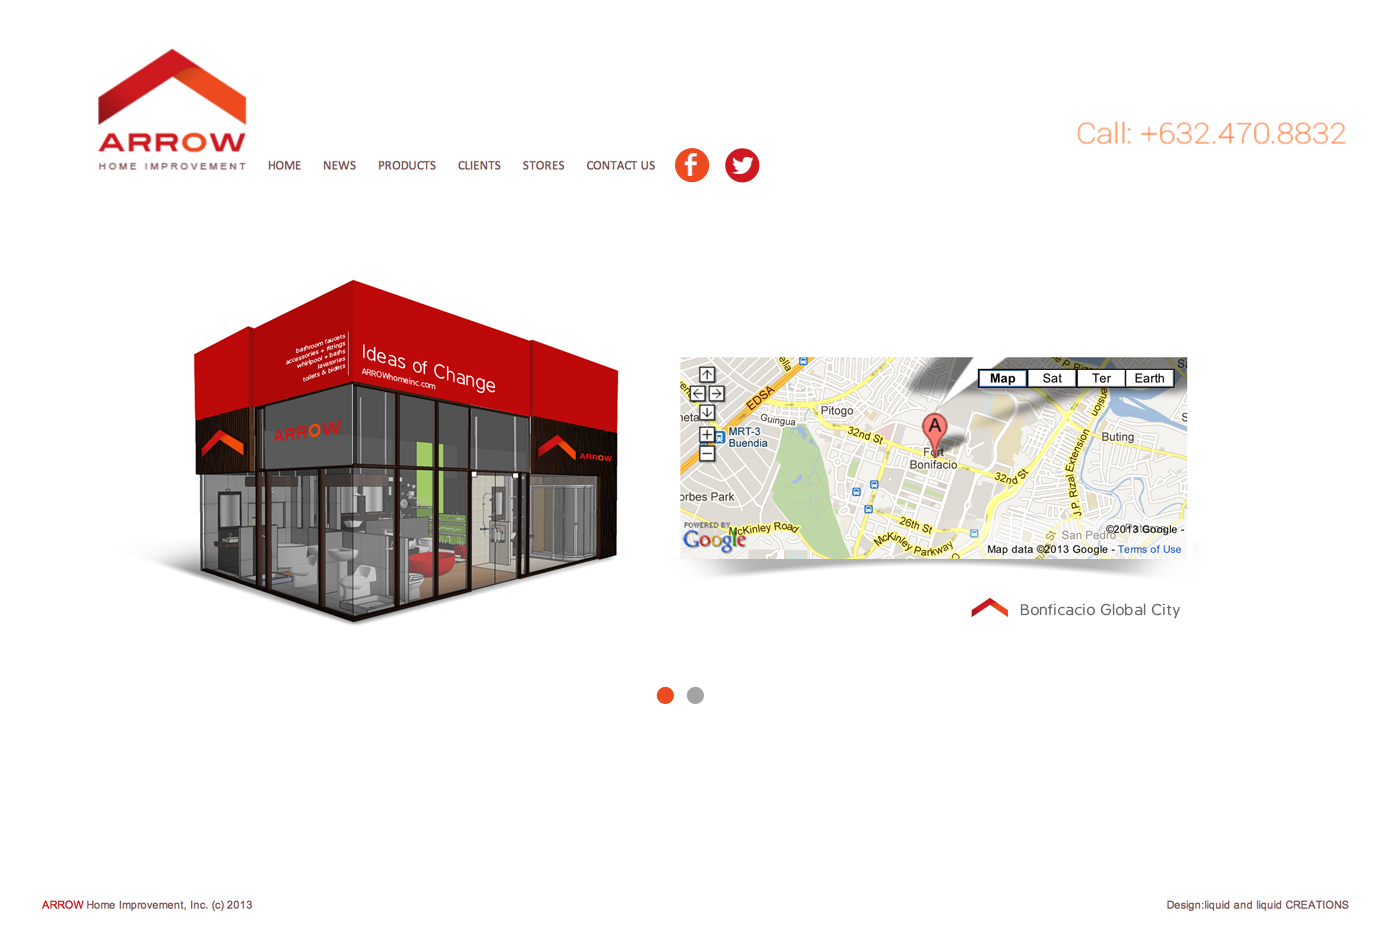 ARROW
HOME IMPROVEMENT
HOME
NEWS
PRODUCTS
CLIENTS
STORES
CONTACT US
Call: +632.470.8832
bathroom faucets
accessories + fittings
whirlpool + baths
lavatories
toilets & bidets
Ideas of Change
ARROWhomeinc.com
ARROW
ARROW
Map
Sat
Ter
Earth
EDSA
Pitogo
Guingua
MRT-3
Buendia
32nd St
A
Fort
Bonifacio
32nd St
Buting
J P Rizal Extension
orbes Park
26th St
McKinley Road
McKinley Parkway
San Pedro
POWERED BY
Google
©2013 Google -
Map data ©2013 Google - Terms of Use
Bonficacio Global City
ARROW Home Improvement, Inc. (c) 2013
Design:liquid and liquid CREATIONS